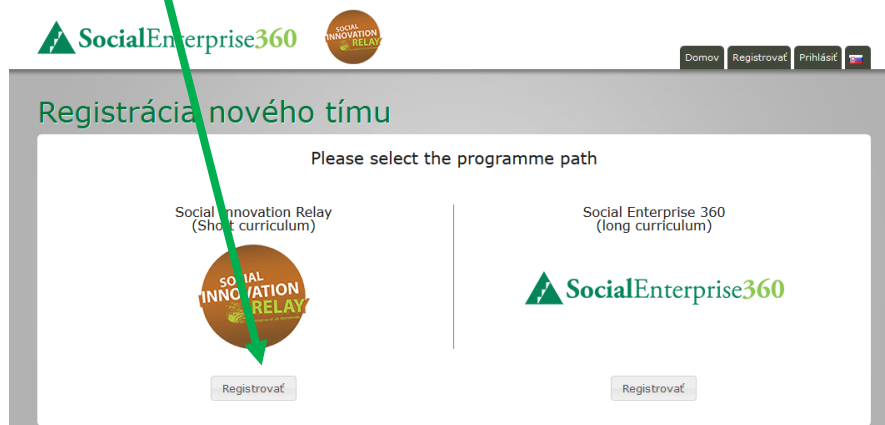 SocialEnterprise360
SOCIAL
INNOVATION
RELAY
Domov Registrovať Prihlásiť
Registrácia nového tímu
Please select the programme path
Social Innovation Relay
(Short curriculum)
SOCIAL
INNOVATION
RELAY
Registrovať
Social Enterprise 360
(long curriculum)
SocialEnterprise360
Registrovať